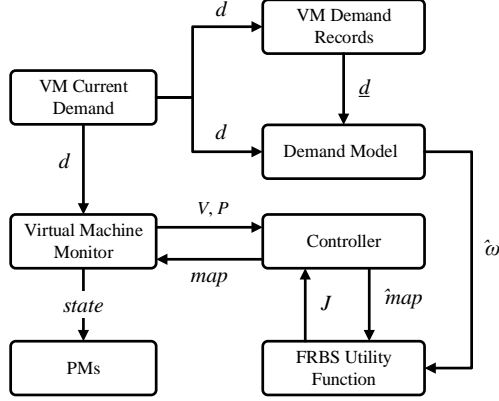 d
VM Demand
Records
VM Current
Demand
d
d
d
Demand Model
Virtual Machine
Monitor
V, P
map
Controller
ω̂
state
J
m̂ap
PMs
FRBS Utility
Function